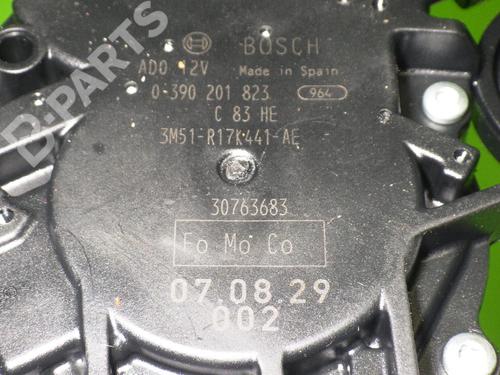 BOSCH
ADO 12V Made in Spain
0 390 201 823 964
C 83 HE
3M51-R17K441-AE
30763683
Fo Mo Co
07.08.29
002
B-PARTS